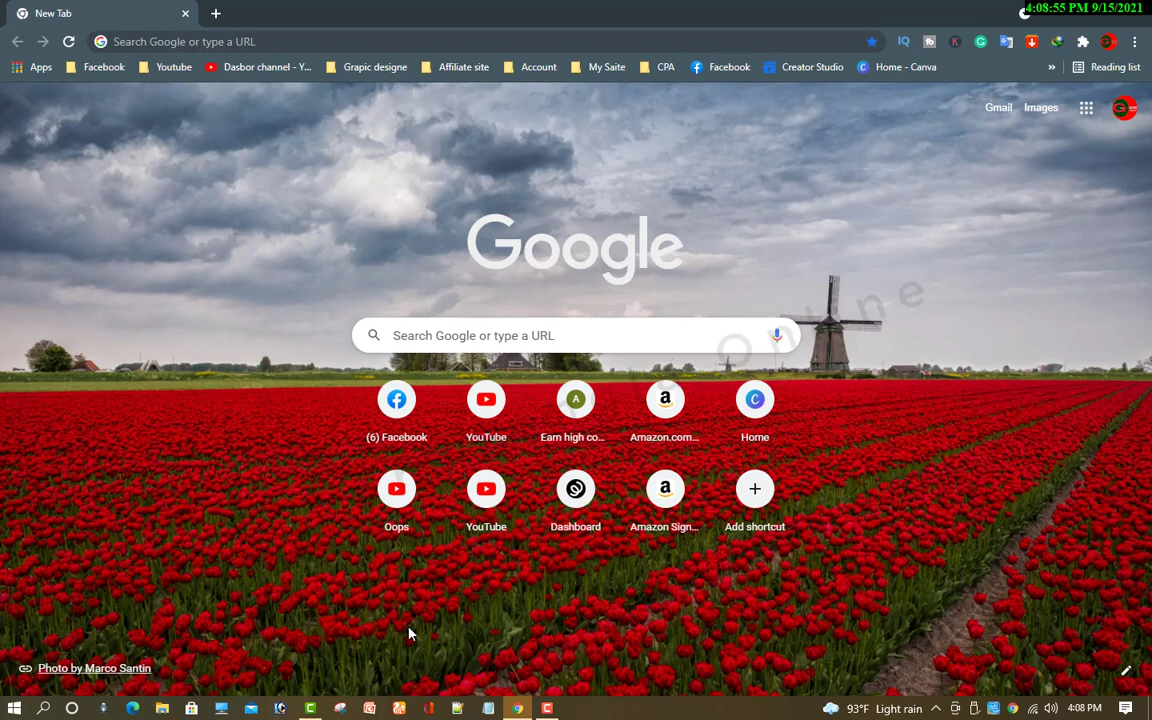 New Tab
4:08:55 PM 9/15/2021
Search Google or type a URL
Apps Facebook Youtube Dasbor channel - Y... Grapic designe Affiliate site Account My Saite CPA Facebook Creator Studio Home - Canva » Reading list
Gmail Images
Google
Search Google or type a URL
Online
(6) Facebook YouTube Earn high co... Amazon.com... Home
Oops YouTube Dashboard Amazon Sign... Add shortcut
Photo by Marco Santin
93°F Light rain 4:08 PM